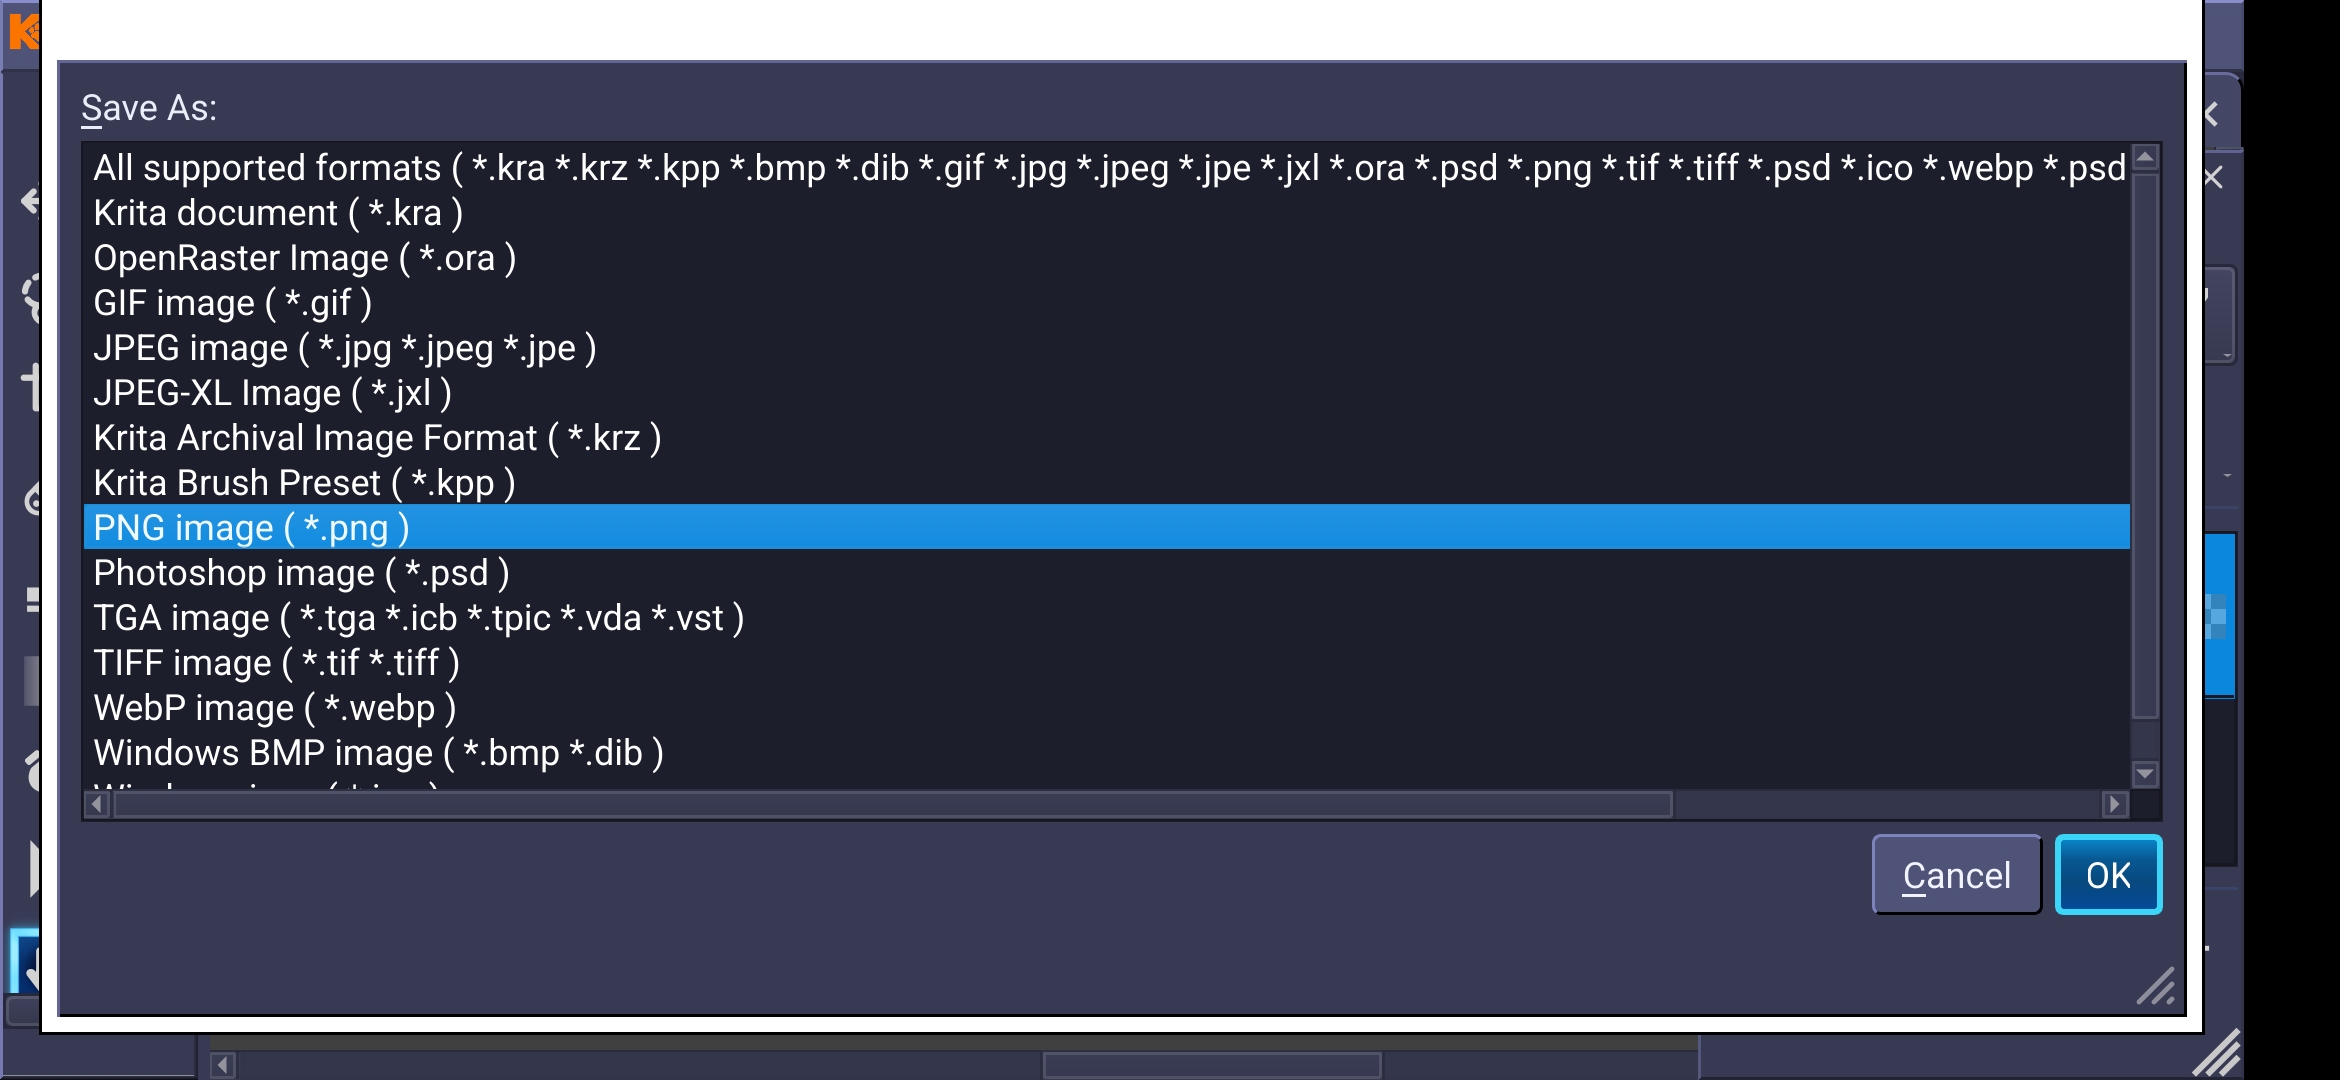 Save As:
All supported formats ( *.kra *.krz *.kpp *.bmp *.dib *.gif *.jpg *.jpeg *.jpe *.jxl *.ora *.psd *.png *.tif *.tiff *.psd *.ico *.webp *.psd
Krita document ( *.kra )
OpenRaster Image ( *.ora )
GIF image ( *.gif )
JPEG image ( *.jpg *.jpeg *.jpe )
JPEG-XL Image ( *.jxl )
Krita Archival Image Format ( *.krz )
Krita Brush Preset ( *.kpp )
PNG image ( *.png )
Photoshop image ( *.psd )
TGA image ( *.tga *.icb *.tpic *.vda *.vst )
TIFF image ( *.tif *.tiff )
WebP image ( *.webp )
Windows BMP image ( *.bmp *.dib )
Cancel
OK